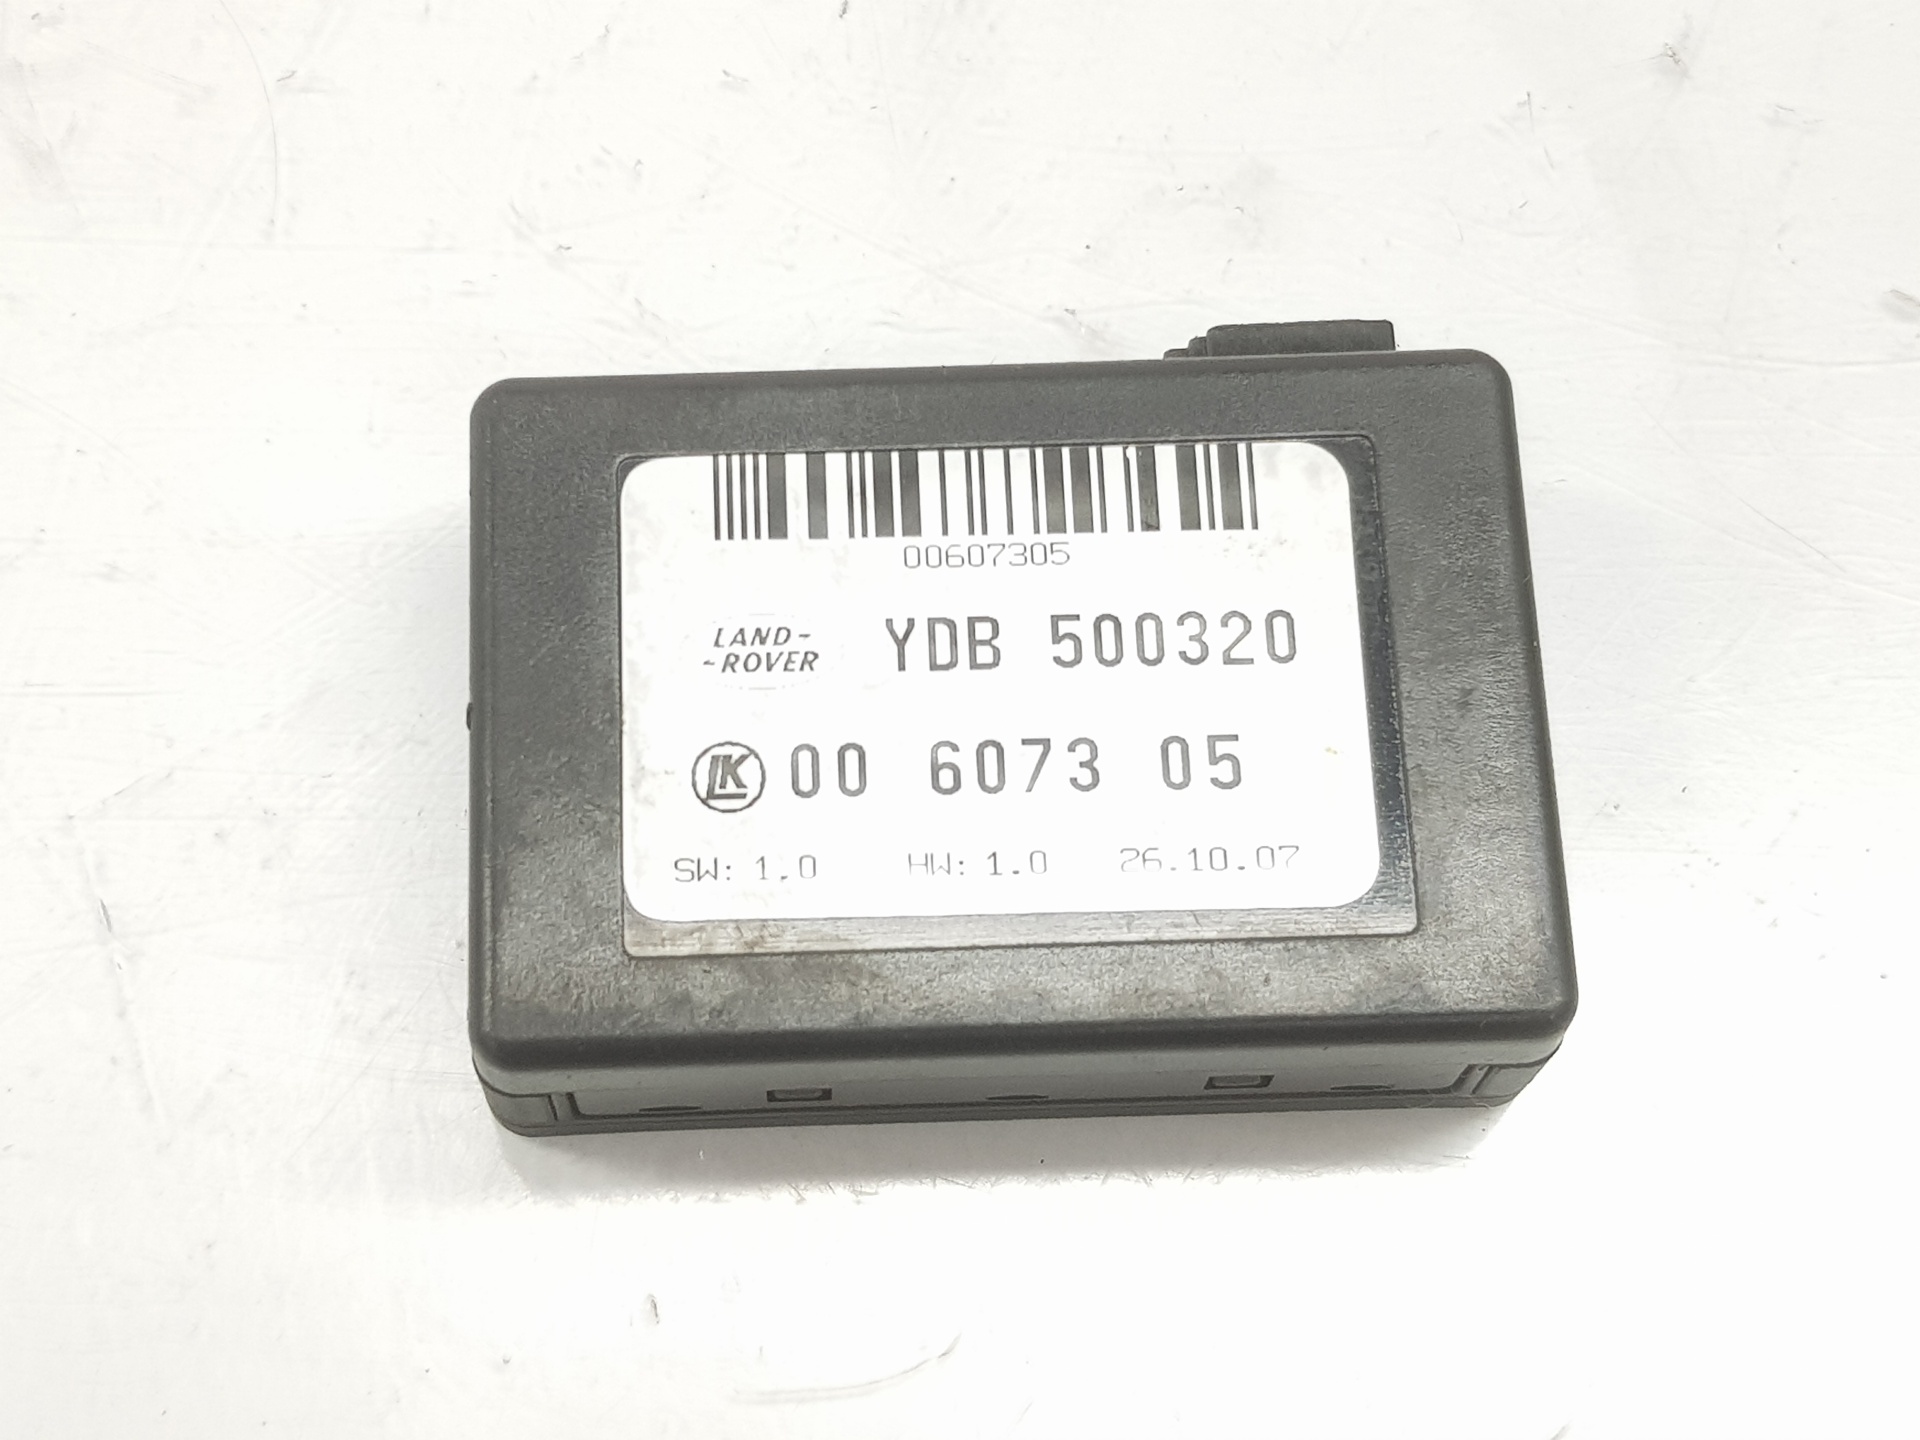 00607305
LAND-
-ROVER
YDB 500320
LK 00 6073 05
SW: 1.0 HW: 1.0 26.10.07